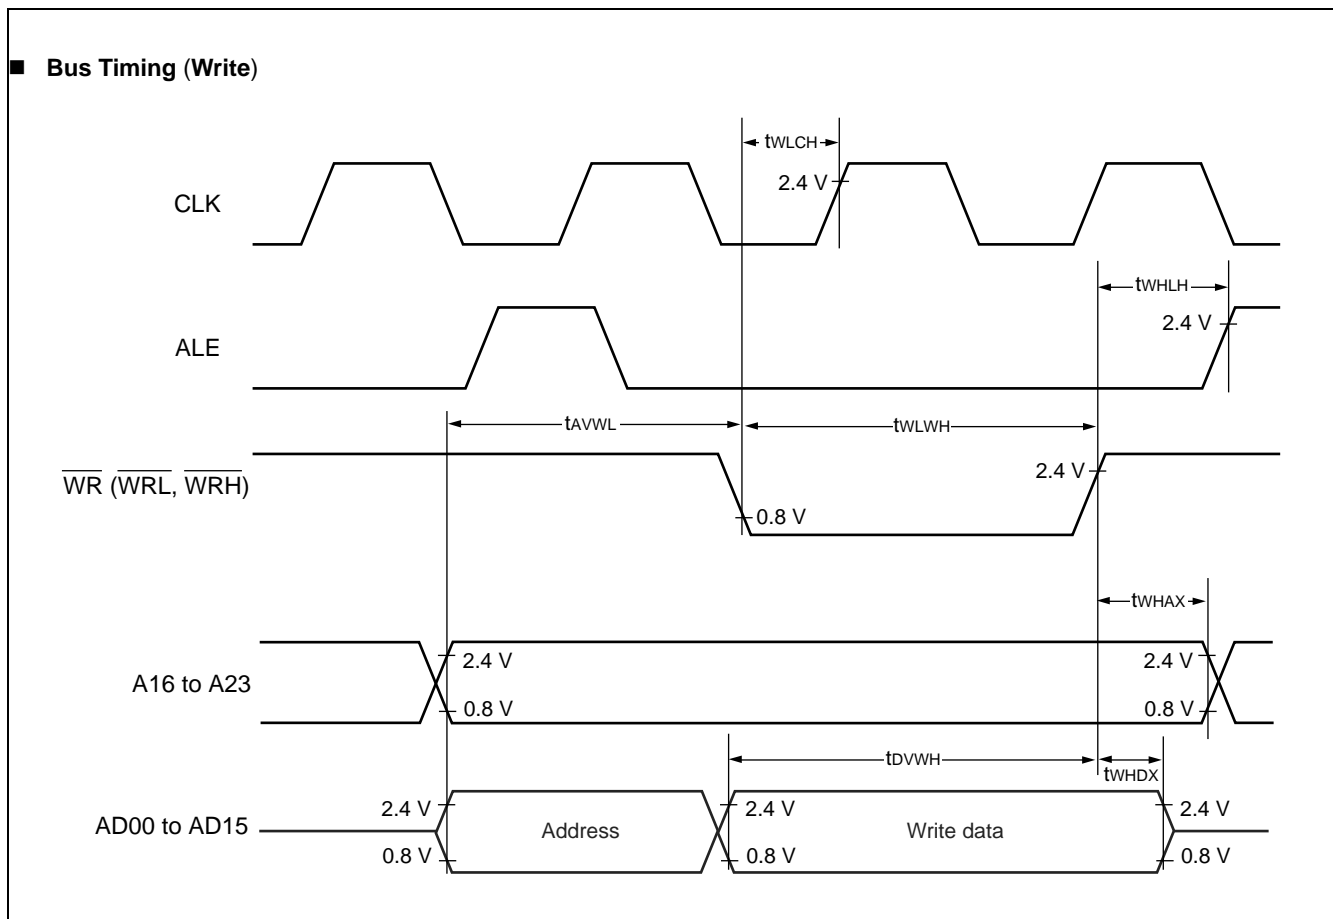 ■ Bus Timing (Write)
tWLCH
2.4 V
CLK
tWHLH
2.4 V
ALE
tAVWL
tWLWH
2.4 V
WR (WRL, WRH)
0.8 V
tWHAX
2.4 V
2.4 V
A16 to A23
0.8 V
0.8 V
tDVWH
tWHDX
2.4 V
2.4 V
2.4 V
AD00 to AD15
Address
Write data
0.8 V
0.8 V
0.8 V